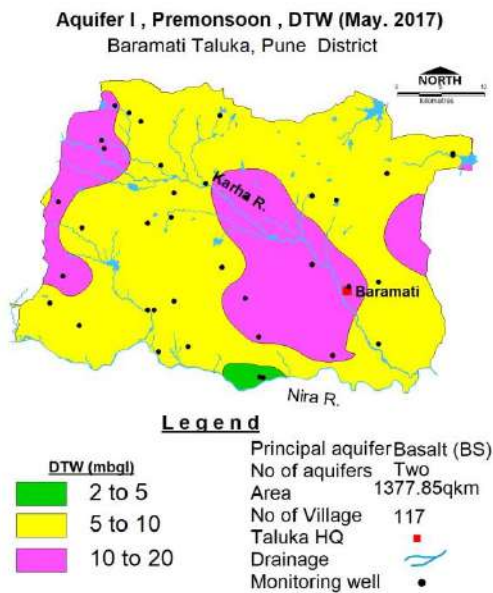 Aquifer I , Premonsoon , DTW (May. 2017)
Baramati Taluka, Pune District
NORTH
kilometres
Karha R.
Baramati
Nira R.
Legend
DTW (mbgl)
2 to 5
5 to 10
10 to 20
Principal aquifer Basalt (BS)
No of aquifers Two
Area 1377.85qkm
No of Village 117
Taluka HQ
Drainage
Monitoring well